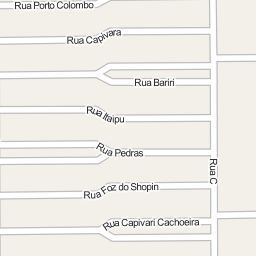 Rua Porto Colombo
Rua Capivara
Rua Bariri
Rua Itaipu
Rua Pedras
Rua C
Rua Foz do Shopin
Rua Capivari Cachoeira